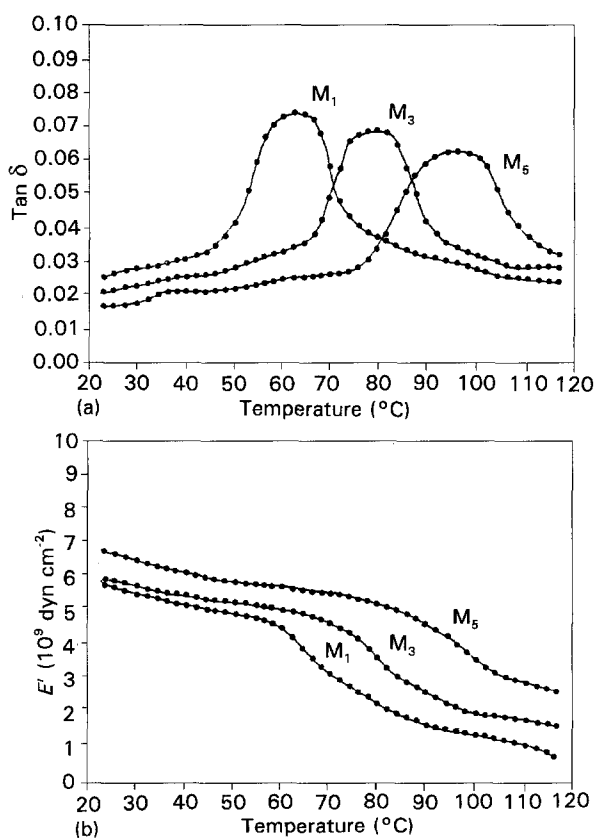 0.10
0.09
0.08
0.07
0.06
0.05
0.04
0.03
0.02
0.01
0.00
Tan δ
M₁
M₃
M₅
20 30 40 50 60 70 80 90 100 110 120
(a) Temperature (°C)
10
9
8
7
6
5
4
3
2
1
0
E' (10⁹ dyn cm⁻²)
M₅
M₃
M₁
20 30 40 50 60 70 80 90 100 110 120
(b) Temperature (°C)